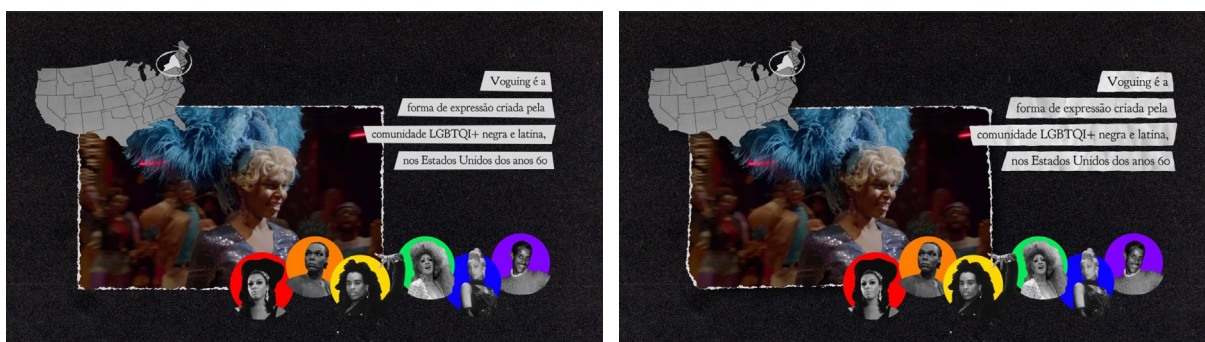 Voguing é a
forma de expressão criada pela
comunidade LGBTQI+ negra e latina,
nos Estados Unidos dos anos 60
Voguing é a
forma de expressão criada pela
comunidade LGBTQI+ negra e latina,
nos Estados Unidos dos anos 60